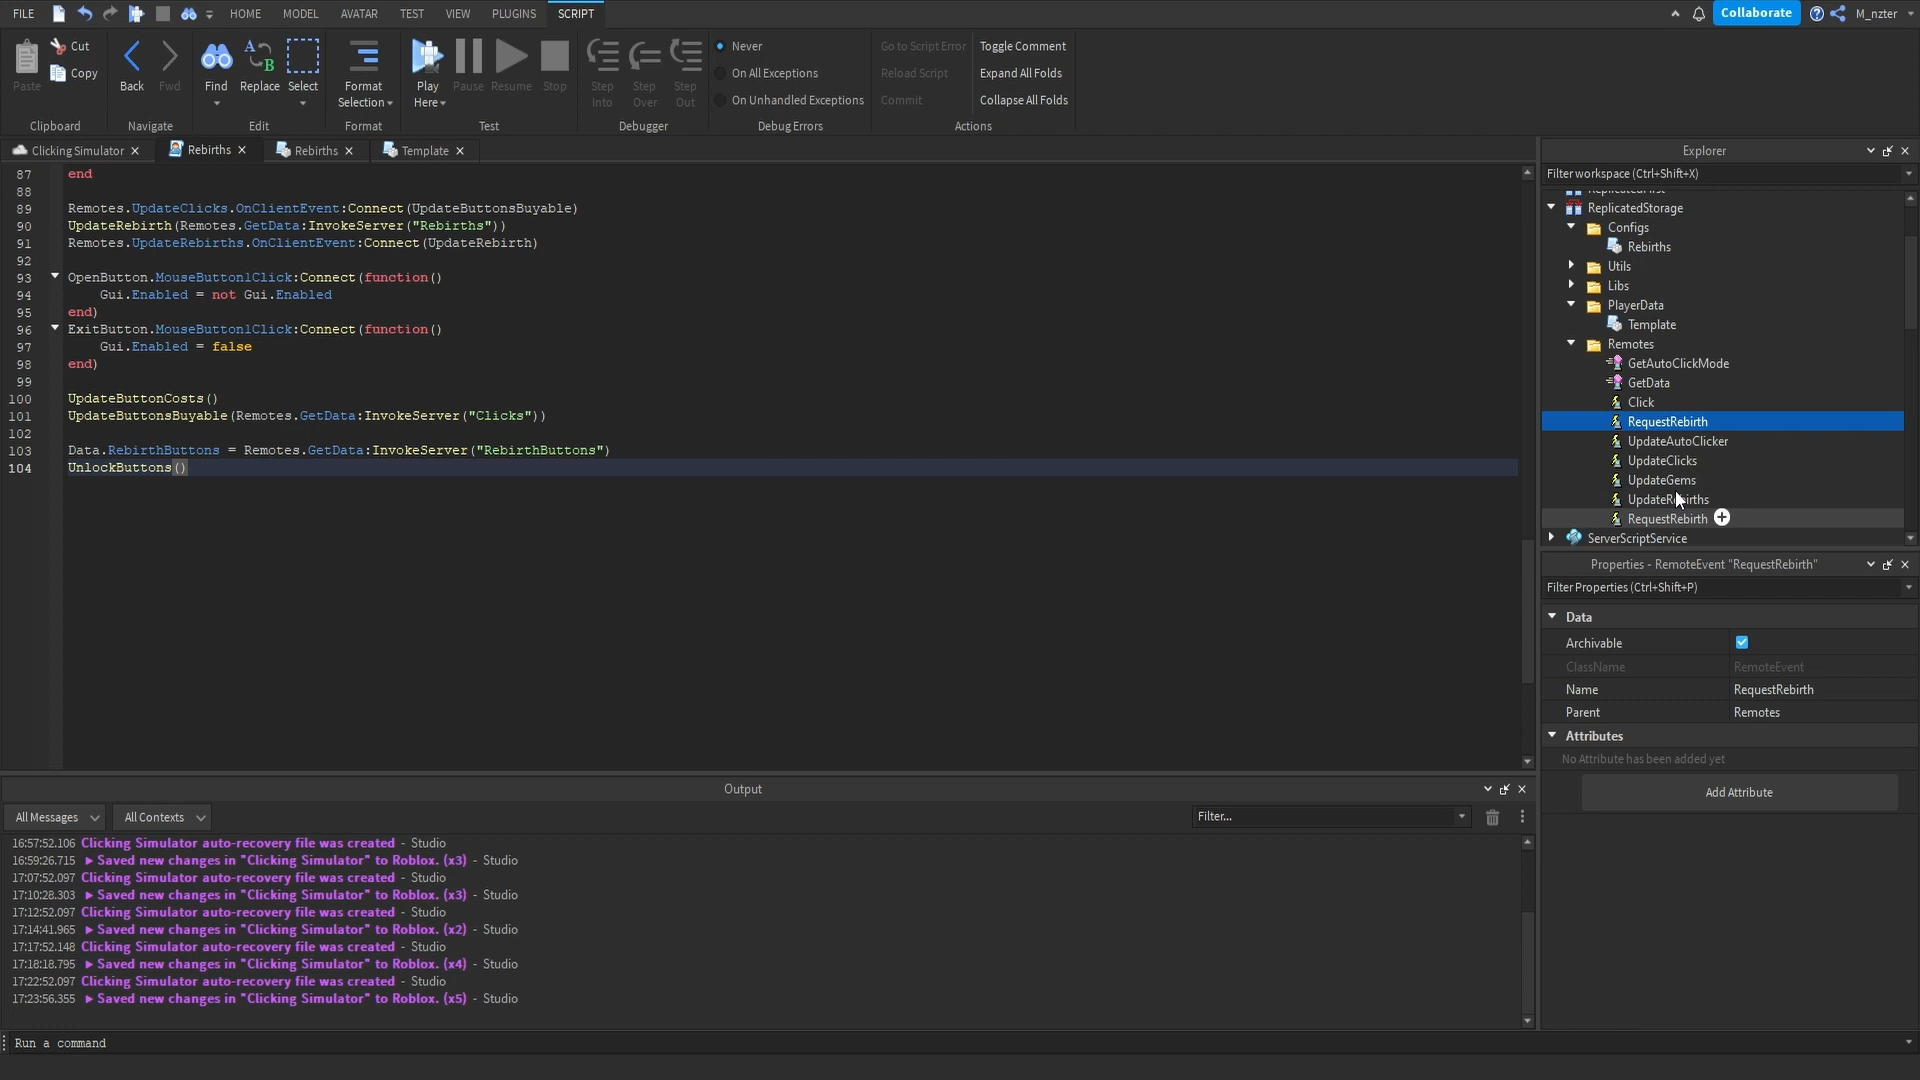 FILE HOME MODEL AVATAR TEST VIEW PLUGINS SCRIPT Collaborate M_nzter
Paste Cut Copy Clipboard
Back Fwd Navigate
Find Replace Select Edit
Format Selection Format
Play Here Pause Resume Stop Test
Step Into Step Over Step Out Debugger
Never
On All Exceptions
On Unhandled Exceptions
Debug Errors
Go to Script Error Toggle Comment
Reload Script Expand All Folds
Commit Collapse All Folds
Actions
Clicking Simulator × Rebirths × Rebirths × Template ×
87 end
88
89 Remotes.UpdateClicks.OnClientEvent:Connect(UpdateButtonsBuyable)
90 UpdateRebirth(Remotes.GetData:InvokeServer("Rebirths"))
91 Remotes.UpdateRebirths.OnClientEvent:Connect(UpdateRebirth)
92
93 OpenButton.MouseButton1Click:Connect(function()
94 Gui.Enabled = not Gui.Enabled
95 end)
96 ExitButton.MouseButton1Click:Connect(function()
97 Gui.Enabled = false
98 end)
99
100 UpdateButtonCosts()
101 UpdateButtonsBuyable(Remotes.GetData:InvokeServer("Clicks"))
102
103 Data.RebirthButtons = Remotes.GetData:InvokeServer("RebirthButtons")
104 UnlockButtons()
Output
All Messages All Contexts Filter...
16:57:52.106 Clicking Simulator auto-recovery file was created - Studio
16:59:26.715 ▶ Saved new changes in "Clicking Simulator" to Roblox. (x3) - Studio
17:07:52.097 Clicking Simulator auto-recovery file was created - Studio
17:10:28.303 ▶ Saved new changes in "Clicking Simulator" to Roblox. (x3) - Studio
17:12:52.097 Clicking Simulator auto-recovery file was created - Studio
17:14:41.965 ▶ Saved new changes in "Clicking Simulator" to Roblox. (x2) - Studio
17:17:52.148 Clicking Simulator auto-recovery file was created - Studio
17:18:18.795 ▶ Saved new changes in "Clicking Simulator" to Roblox. (x4) - Studio
17:22:52.097 Clicking Simulator auto-recovery file was created - Studio
17:23:56.355 ▶ Saved new changes in "Clicking Simulator" to Roblox. (x5) - Studio
Run a command
Explorer
Filter workspace (Ctrl+Shift+X)
ReplicatedFirst
ReplicatedStorage
Configs
Rebirths
Utils
Libs
PlayerData
Template
Remotes
GetAutoClickMode
GetData
Click
RequestRebirth
UpdateAutoClicker
UpdateClicks
UpdateGems
UpdateRebirths
RequestRebirth
ServerScriptService
Properties - RemoteEvent "RequestRebirth"
Filter Properties (Ctrl+Shift+P)
Data
Archivable
ClassName RemoteEvent
Name RequestRebirth
Parent Remotes
Attributes
No Attribute has been added yet
Add Attribute